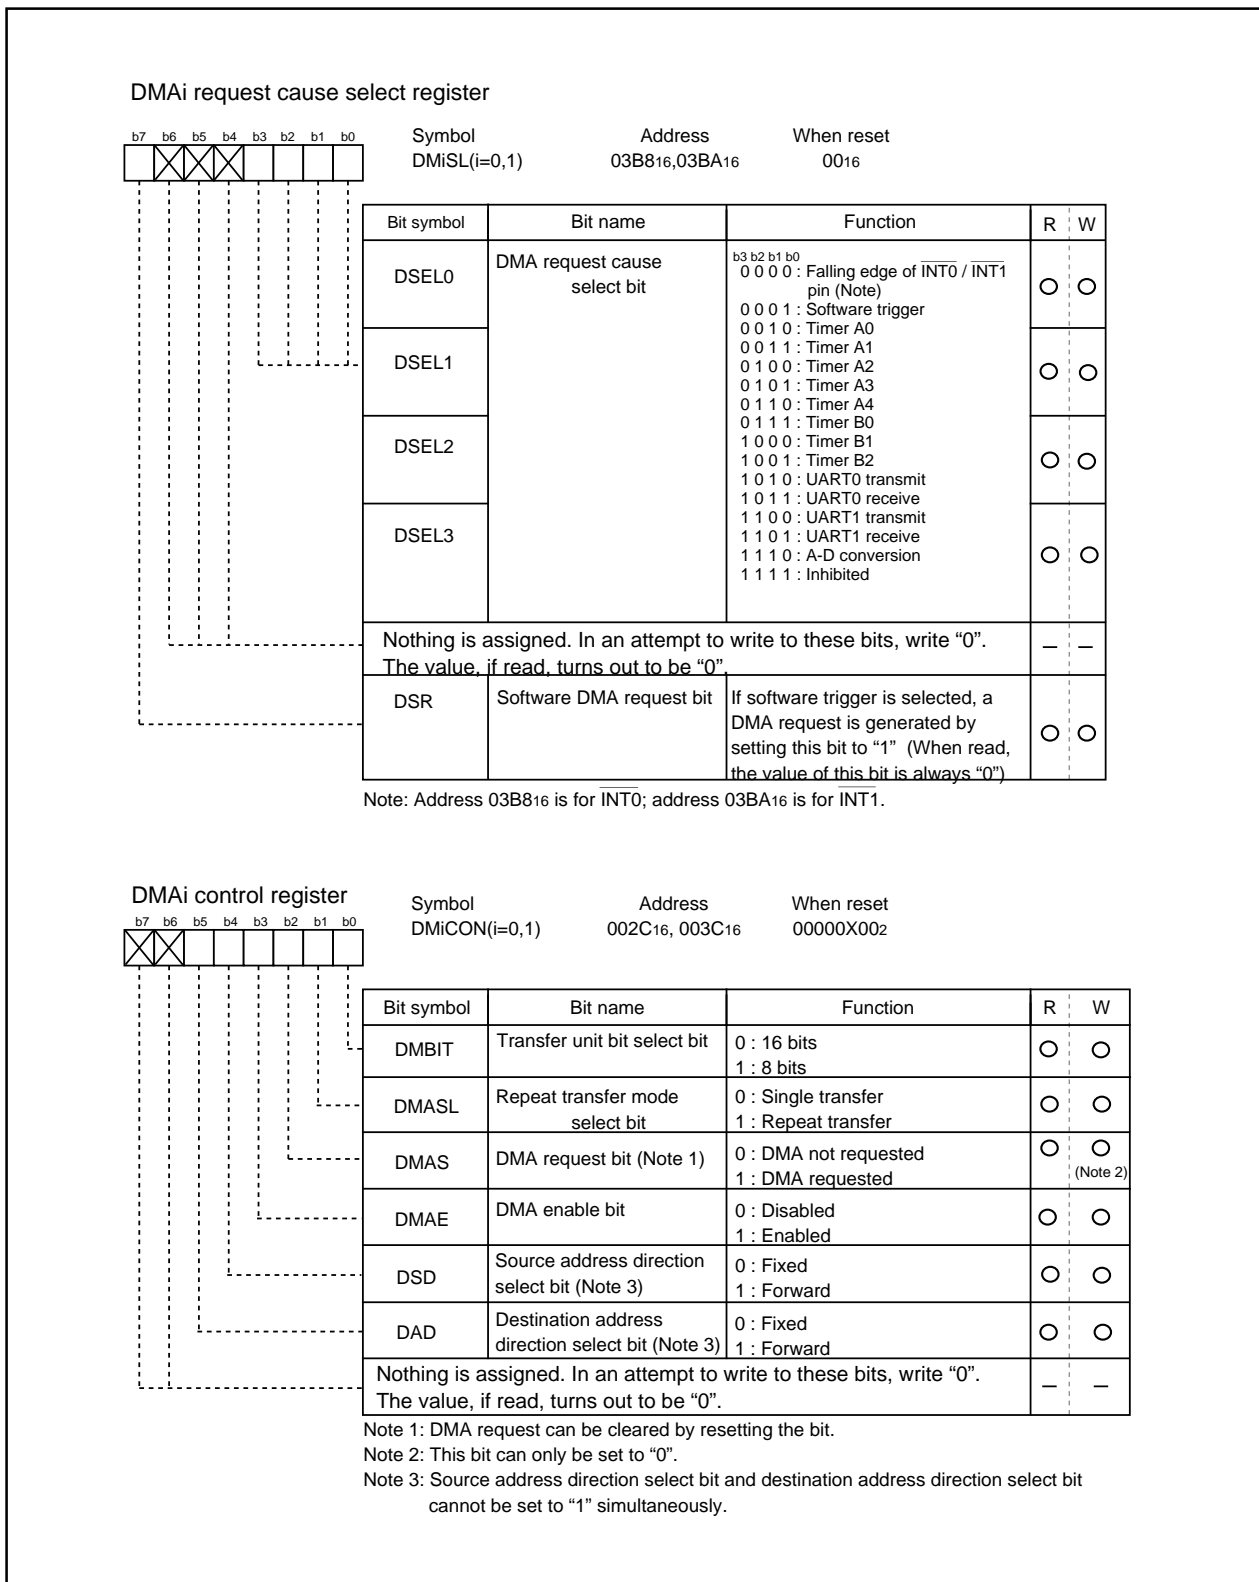 DMAi request cause select register
b7 b6 b5 b4 b3 b2 b1 b0
Symbol Address When reset
DMiSL(i=0,1) 03B816,03BA16 0016
Bit symbol Bit name Function R W
DSEL0
DSEL1
DSEL2
DSEL3
DMA request cause
select bit
b3 b2 b1 b0
0 0 0 0 : Falling edge of INT0 / INT1
pin (Note)
0 0 0 1 : Software trigger
0 0 1 0 : Timer A0
0 0 1 1 : Timer A1
0 1 0 0 : Timer A2
0 1 0 1 : Timer A3
0 1 1 0 : Timer A4
0 1 1 1 : Timer B0
1 0 0 0 : Timer B1
1 0 0 1 : Timer B2
1 0 1 0 : UART0 transmit
1 0 1 1 : UART0 receive
1 1 0 0 : UART1 transmit
1 1 0 1 : UART1 receive
1 1 1 0 : A-D conversion
1 1 1 1 : Inhibited
Nothing is assigned. In an attempt to write to these bits, write “0”.
The value, if read, turns out to be “0”.
– –
DSR
Software DMA request bit
If software trigger is selected, a
DMA request is generated by
setting this bit to “1” (When read,
the value of this bit is always “0”)
Note: Address 03B816 is for INT0; address 03BA16 is for INT1.
DMAi control register
b7 b6 b5 b4 b3 b2 b1 b0
Symbol Address When reset
DMiCON(i=0,1) 002C16, 003C16 00000X002
Bit symbol Bit name Function R W
DMBIT
Transfer unit bit select bit
0 : 16 bits
1 : 8 bits
DMASL
Repeat transfer mode
select bit
0 : Single transfer
1 : Repeat transfer
DMAS
DMA request bit (Note 1)
0 : DMA not requested
1 : DMA requested
(Note 2)
DMAE
DMA enable bit
0 : Disabled
1 : Enabled
DSD
Source address direction
select bit (Note 3)
0 : Fixed
1 : Forward
DAD
Destination address
direction select bit (Note 3)
0 : Fixed
1 : Forward
Nothing is assigned. In an attempt to write to these bits, write “0”.
The value, if read, turns out to be “0”.
– –
Note 1: DMA request can be cleared by resetting the bit.
Note 2: This bit can only be set to “0”.
Note 3: Source address direction select bit and destination address direction select bit
cannot be set to “1” simultaneously.